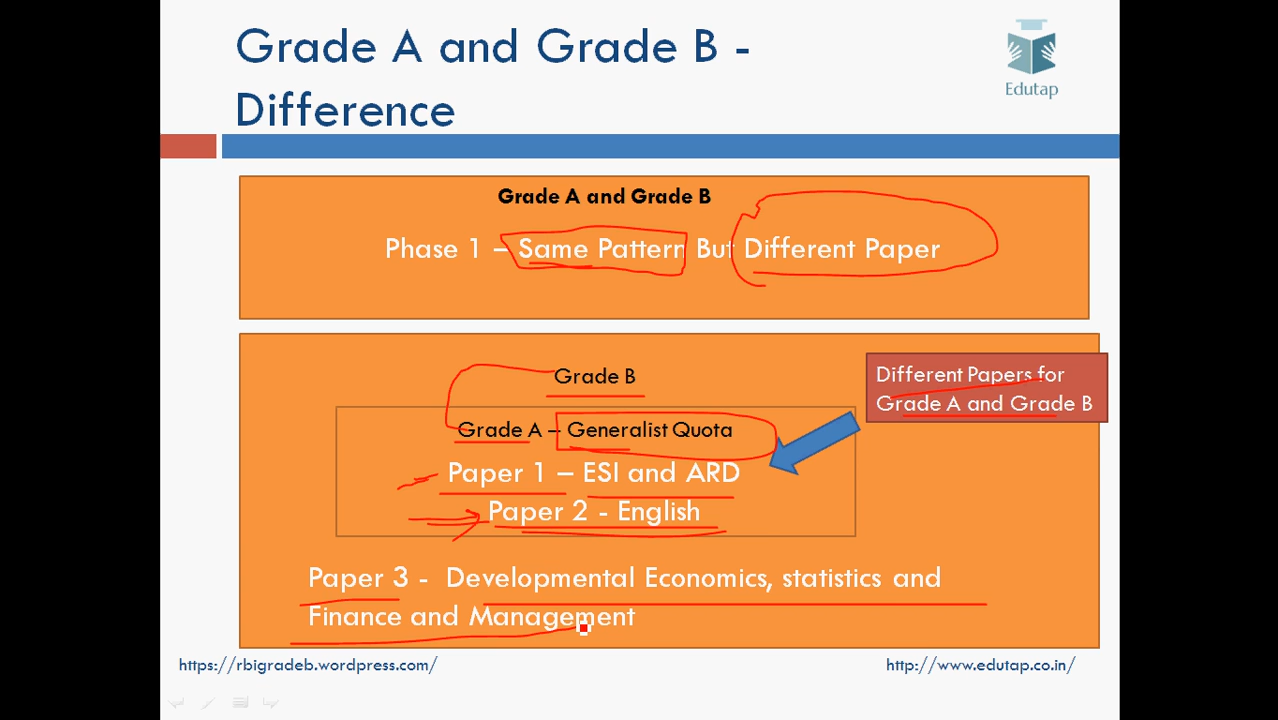 Grade A and Grade B -
Difference
Edutap
Grade A and Grade B
Phase 1 – Same Pattern But Different Paper
Grade B
Different Papers for
Grade A and Grade B
Grade A – Generalist Quota
Paper 1 – ESI and ARD
Paper 2 - English
Paper 3 - Developmental Economics, statistics and
Finance and Management
https://rbigradeb.wordpress.com/
http://www.edutap.co.in/